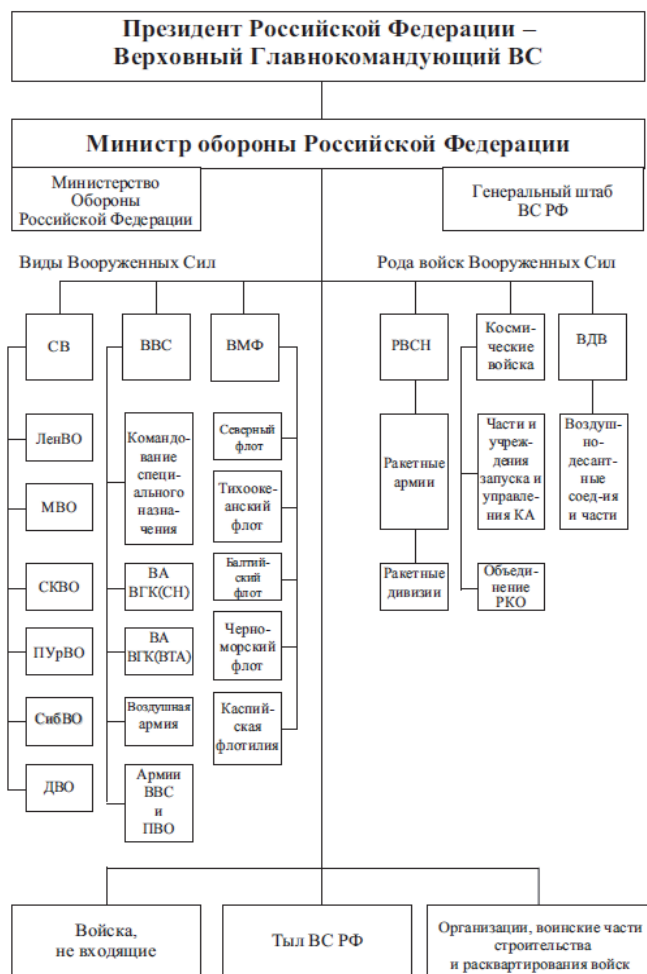 Президент Российской Федерации –
Верховный Главнокомандующий ВС
Министр обороны Российской Федерации
Министерство
Обороны
Российской Федерации
Генеральный штаб
ВС РФ
Виды Вооруженных Сил
Рода войск Вооруженных Сил
СВ
ВВС
ВМФ
РВСН
Косми-
ческие
войска
ВДВ
ЛенВО
МВО
СКВО
ПУрВО
СибВО
ДВО
Командо-
вание
специ-
ального
назна-
чения
ВА
ВГК(СН)
ВА
ВГК(ВТА)
Воздушная
армия
Армии
ВВС
и
ПВО
Северный
флот
Тихооке-
анский
флот
Балтий-
ский
флот
Черно-
морский
флот
Каспий-
ская
флотилия
Ракетные
армии
Ракетные
дивизии
Части и
учреж-
дения
запуска и
управле-
ния КА
Объеди-
нение
РКО
Воздуш-
но-
десант-
ные
соед-ия
и части
Войска,
не входящие
Тыл ВС РФ
Организации, воинские части
строительства
и расквартирования войск